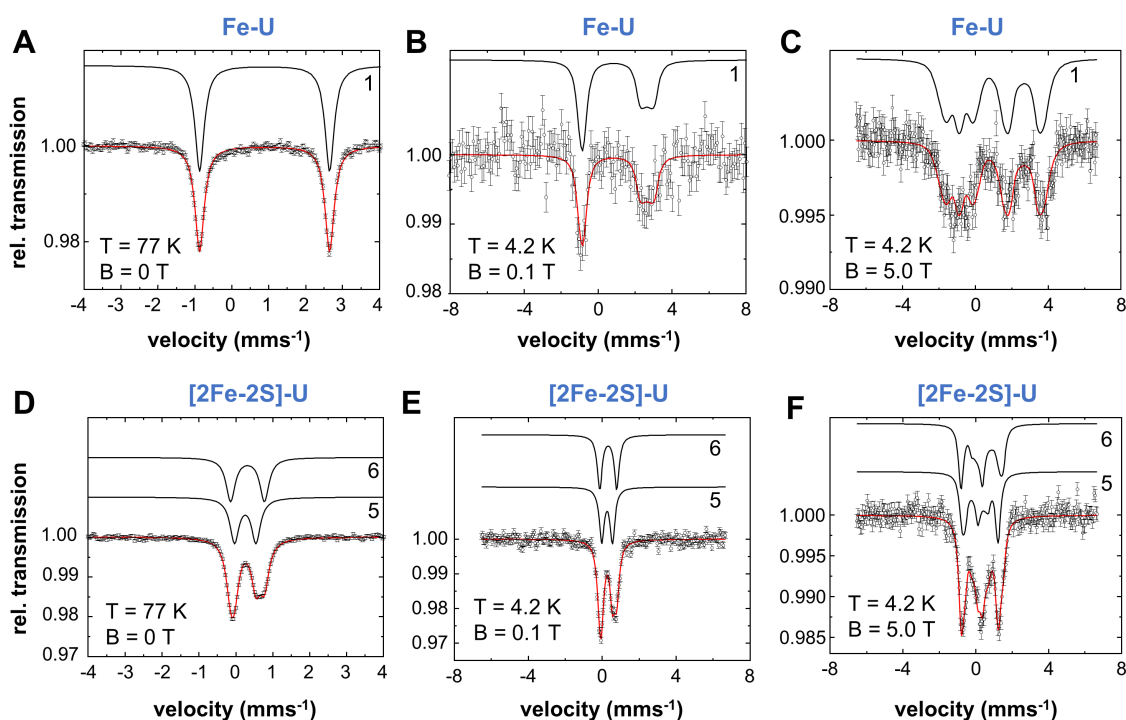 A
Fe-U
B
Fe-U
C
Fe-U
rel. transmission
1.00
0.98
1
T = 77 K
B = 0 T
-4 -3 -2 -1 0 1 2 3 4
velocity (mms-1)
1.00
0.99
0.98
1
T = 4.2 K
B = 0.1 T
-8 -4 0 4 8
velocity (mms-1)
1.000
0.995
0.990
1
T = 4.2 K
B = 5.0 T
-8 -4 0 4 8
velocity (mms-1)
D
[2Fe-2S]-U
E
[2Fe-2S]-U
F
[2Fe-2S]-U
rel. transmission
1.00
0.99
0.98
0.97
6
5
T = 77 K
B = 0 T
-4 -3 -2 -1 0 1 2 3 4
velocity (mms-1)
1.00
0.99
0.98
0.97
6
5
T = 4.2 K
B = 0.1 T
-8 -4 0 4 8
velocity (mms-1)
1.000
0.995
0.990
0.985
6
5
T = 4.2 K
B = 5.0 T
-8 -4 0 4 8
velocity (mms-1)